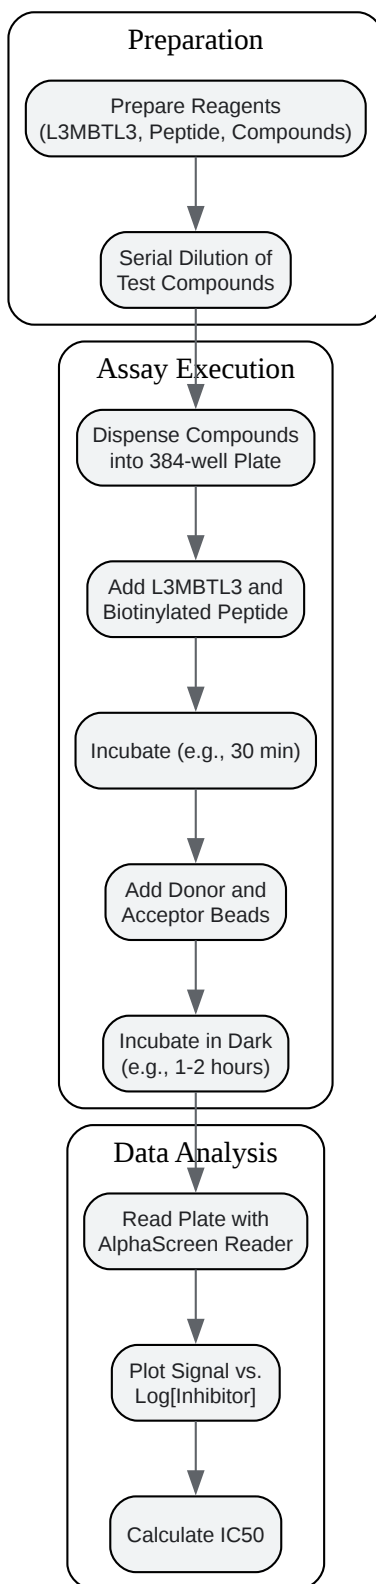 Preparation
Prepare Reagents
(L3MBTL3, Peptide, Compounds)
Serial Dilution of
Test Compounds
Assay Execution
Dispense Compounds
into 384-well Plate
Add L3MBTL3 and
Biotinylated Peptide
Incubate (e.g., 30 min)
Add Donor and
Acceptor Beads
Incubate in Dark
(e.g., 1-2 hours)
Data Analysis
Read Plate with
AlphaScreen Reader
Plot Signal vs.
Log[Inhibitor]
Calculate IC50